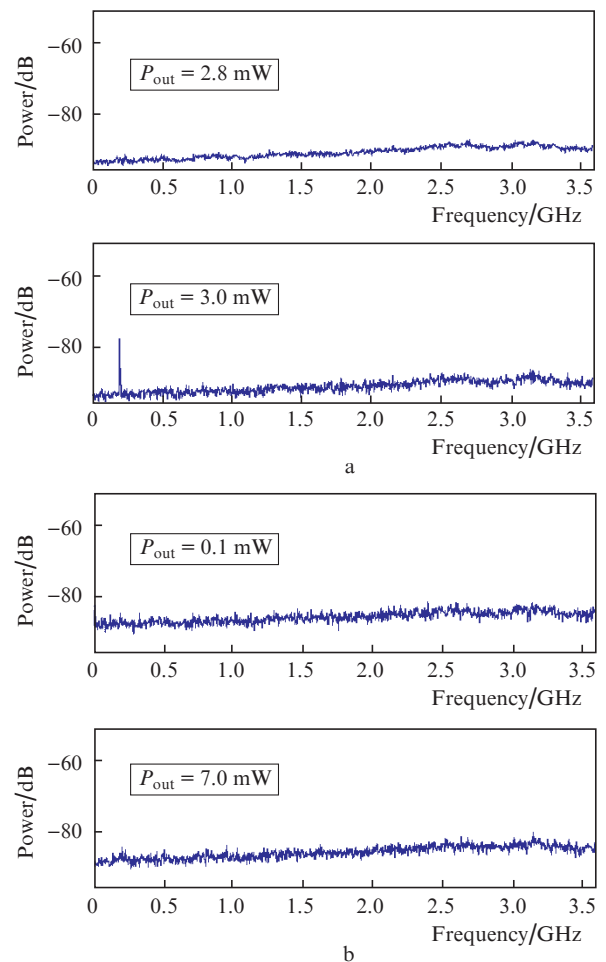 Power/dB
−60
−80
P_out = 2.8 mW
0 0.5 1.0 1.5 2.0 2.5 3.0 3.5
Frequency/GHz
Power/dB
−60
−80
P_out = 3.0 mW
0 0.5 1.0 1.5 2.0 2.5 3.0 3.5
Frequency/GHz
a
Power/dB
−60
−80
P_out = 0.1 mW
0 0.5 1.0 1.5 2.0 2.5 3.0 3.5
Frequency/GHz
Power/dB
−60
−80
P_out = 7.0 mW
0 0.5 1.0 1.5 2.0 2.5 3.0 3.5
Frequency/GHz
b